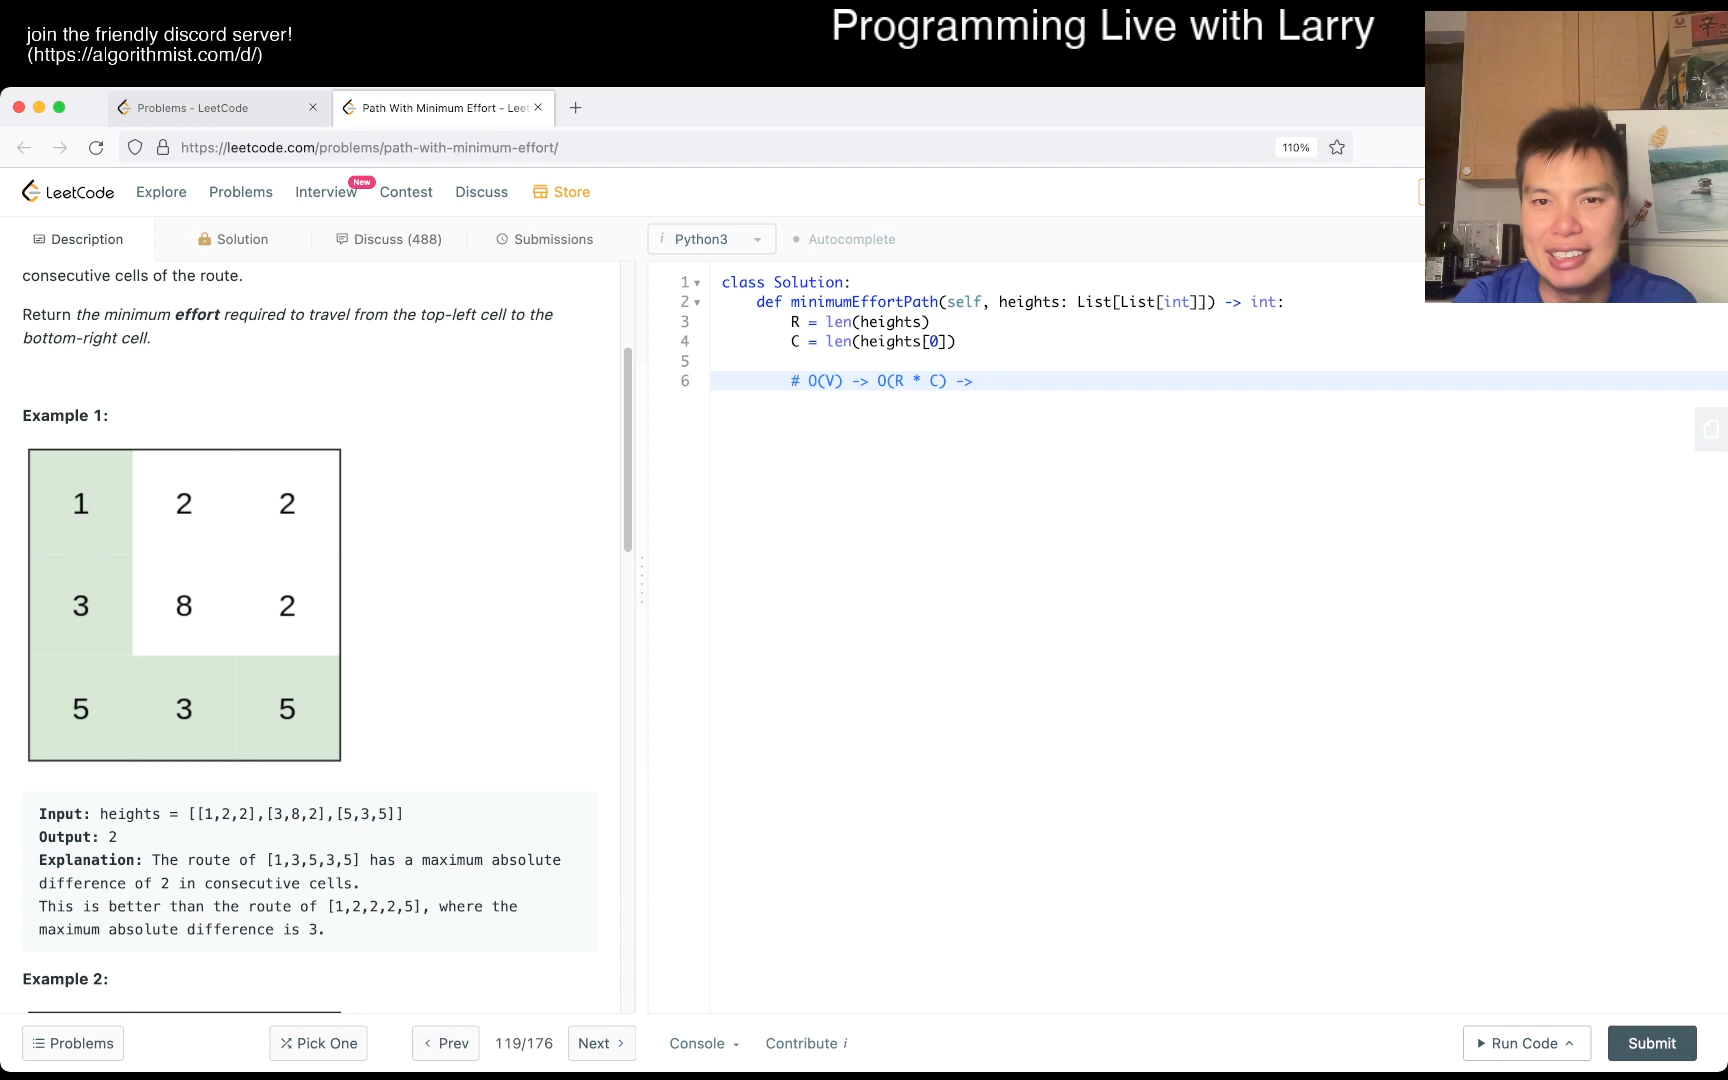 join the friendly discord server!
(https://algorithmist.com/d/)
Programming Live with Larry
Problems - LeetCode
Path With Minimum Effort - Leet
https://leetcode.com/problems/path-with-minimum-effort/
110%
LeetCode
Explore
Problems
Interview
New
Contest
Discuss
Store
Description
Solution
Discuss (488)
Submissions
i Python3
Autocomplete
consecutive cells of the route.
Return the minimum effort required to travel from the top-left cell to the
bottom-right cell.
Example 1:
1 2 2
3 8 2
5 3 5
Input: heights = [[1,2,2],[3,8,2],[5,3,5]]
Output: 2
Explanation: The route of [1,3,5,3,5] has a maximum absolute
difference of 2 in consecutive cells.
This is better than the route of [1,2,2,2,5], where the
maximum absolute difference is 3.
Example 2:
1 class Solution:
2 def minimumEffortPath(self, heights: List[List[int]]) -> int:
3 R = len(heights)
4 C = len(heights[0])
5
6 # O(V) -> O(R * C) ->
Problems
Pick One
Prev
119/176
Next
Console
Contribute i
Run Code
Submit